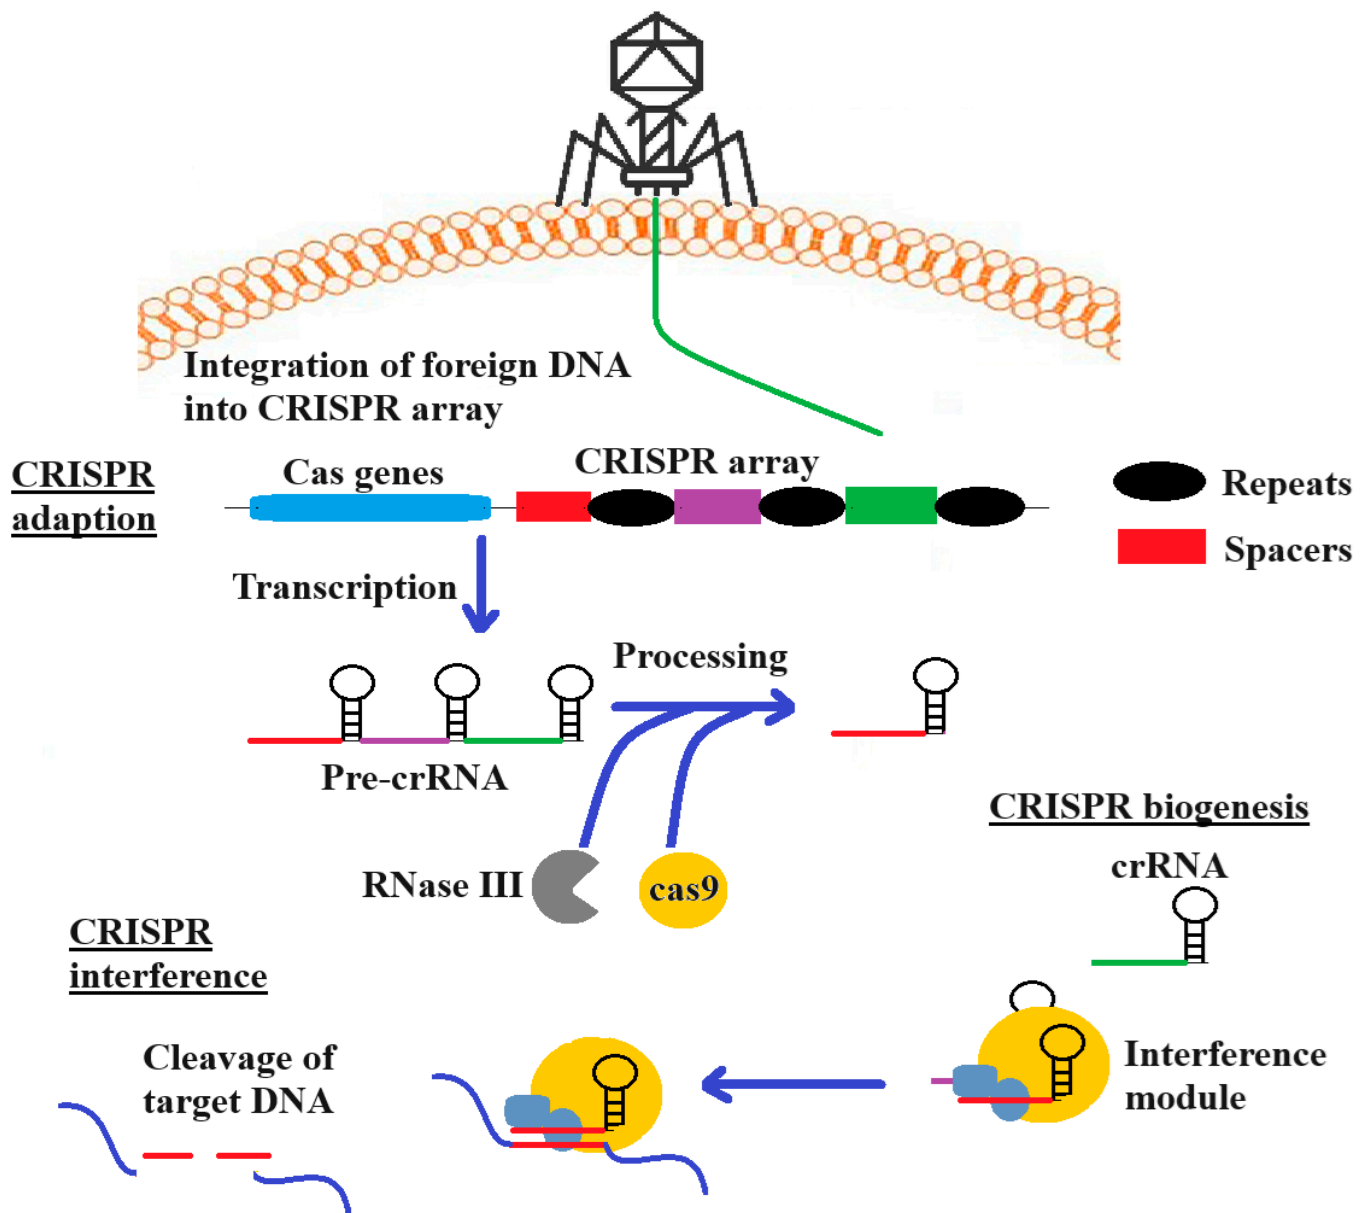 Integration of foreign DNA
into CRISPR array
CRISPR
adaption
Cas genes
CRISPR array
Repeats
Spacers
Transcription
Processing
Pre-crRNA
CRISPR biogenesis
crRNA
RNase III
cas9
CRISPR
interference
Cleavage of
target DNA
Interference
module